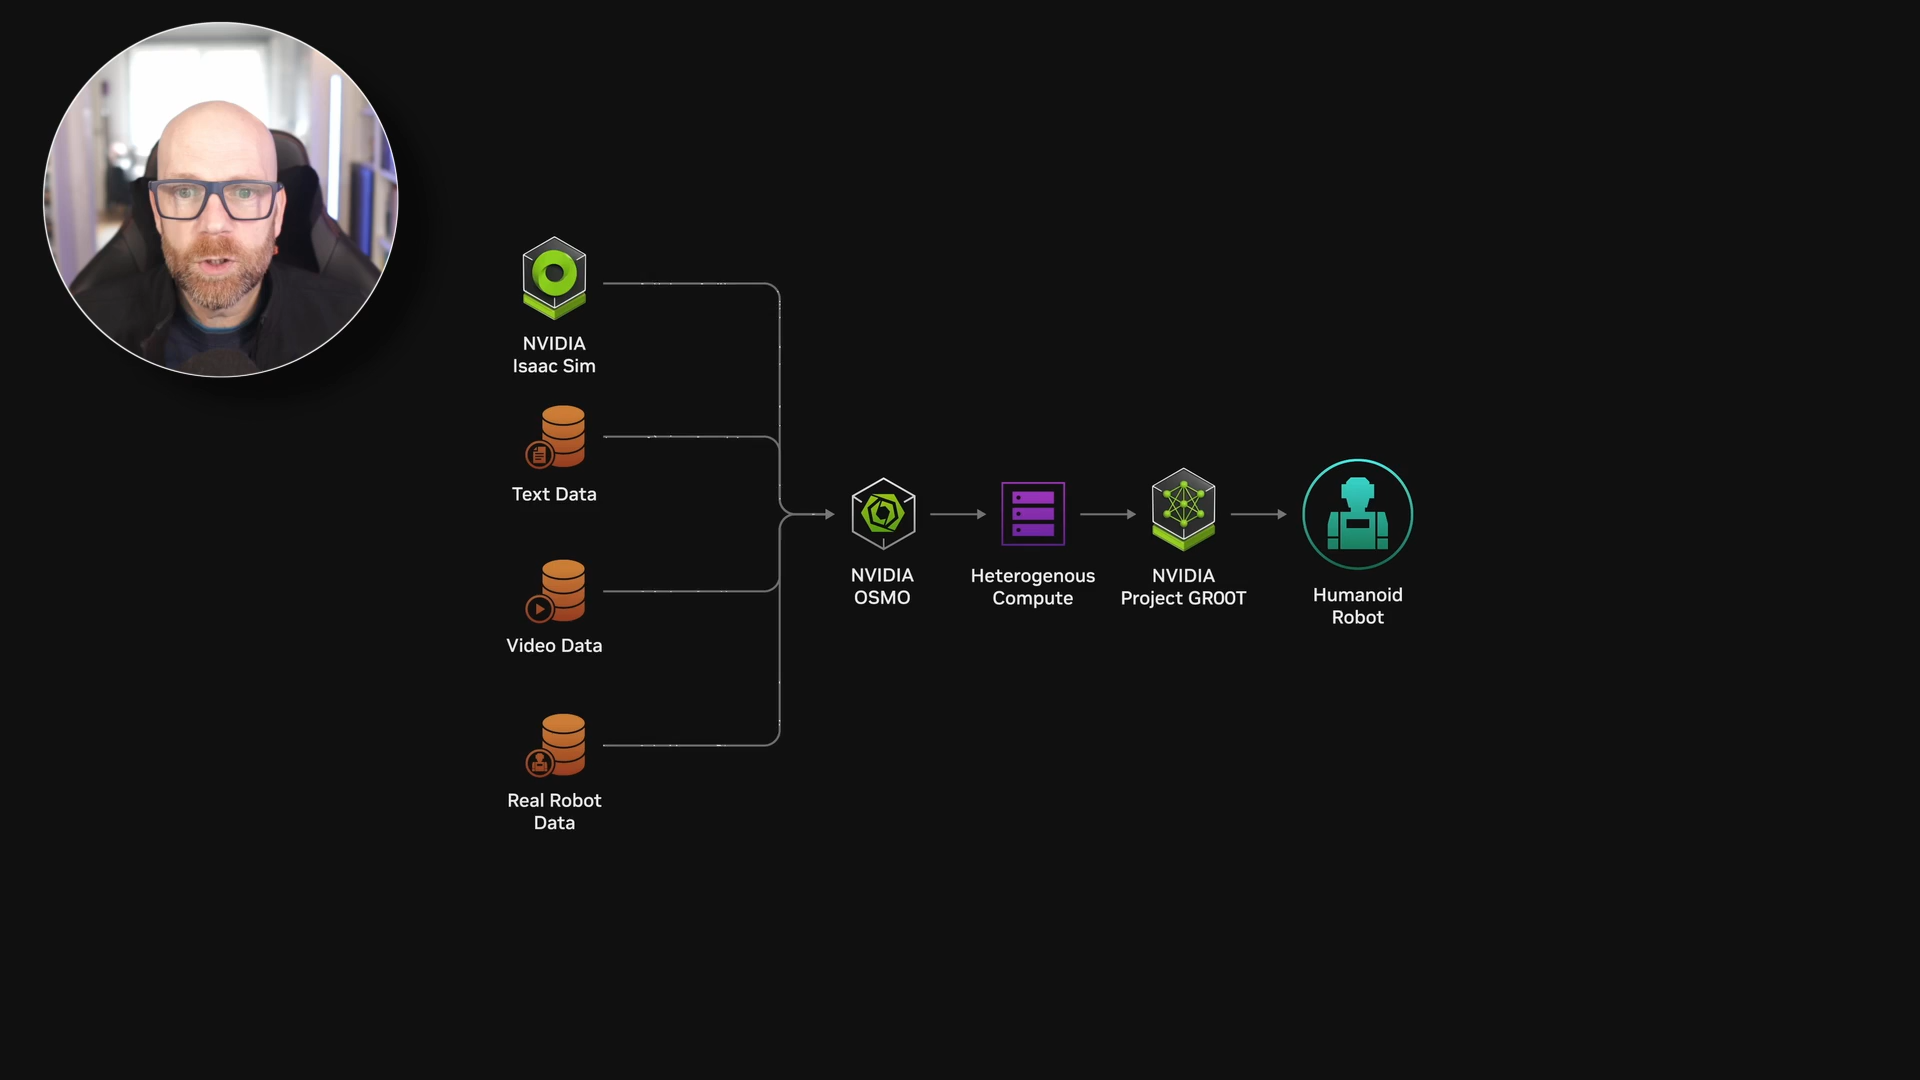 NVIDIA
Isaac Sim
Text Data
Video Data
Real Robot
Data
NVIDIA
OSMO
Heterogenous
Compute
NVIDIA
Project GR00T
Humanoid
Robot